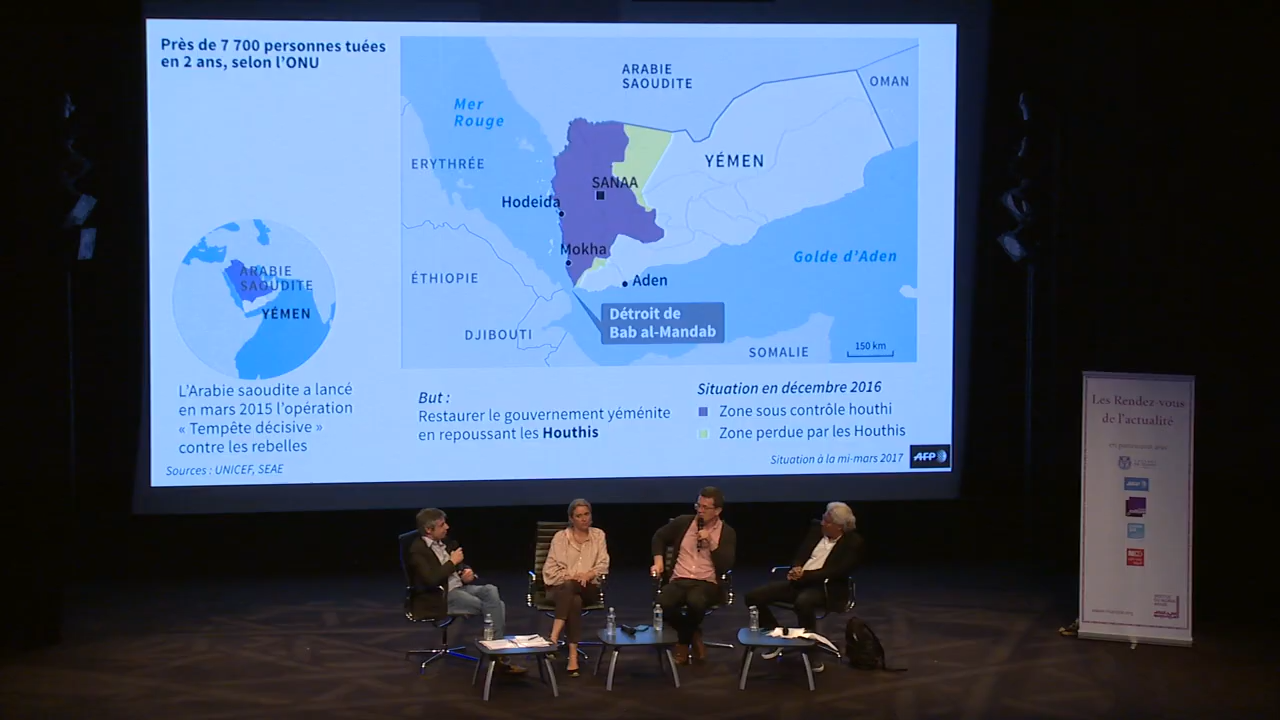 Près de 7 700 personnes tuées
en 2 ans, selon l'ONU
ARABIE
SAOUDITE
OMAN
Mer
Rouge
YÉMEN
ERYTHRÉE
SANAA
Hodeida
Mokha
Golde d'Aden
ÉTHIOPIE
Aden
Détroit de
Bab al-Mandab
DJIBOUTI
SOMALIE
150 km
ARABIE
SAOUDITE
YÉMEN
L'Arabie saoudite a lancé
en mars 2015 l'opération
« Tempête décisive »
contre les rebelles
Sources : UNICEF, SEAE
But :
Restaurer le gouvernement yéménite
en repoussant les Houthis
Situation en décembre 2016
Zone sous contrôle houthi
Zone perdue par les Houthis
Situation à la mi-mars 2017
AFP
Les Rendez-vous
de l'actualité
en partenariat avec